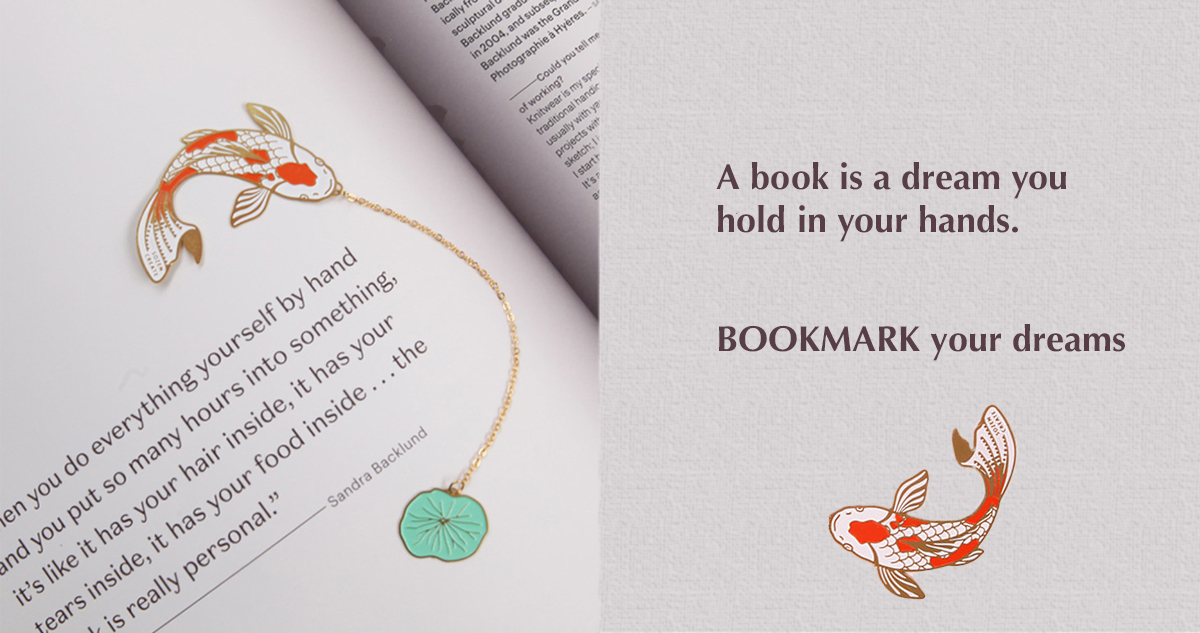 Backlund gradu
in 2004, and subseq
Backlund was the Gran
Photographie à Hyères.
—Could you tell me
of working?
Knitwear is my spec
traditional handi
usually with ya
projects with
sketch; I
I start
It's
hen you do everything yourself by hand
and you put so many hours into something,
it's like it has your hair inside, it has your
tears inside, it has your food inside . . . the
k is really personal.”
Sandra Backlund
A book is a dream you
hold in your hands.
BOOKMARK your dreams